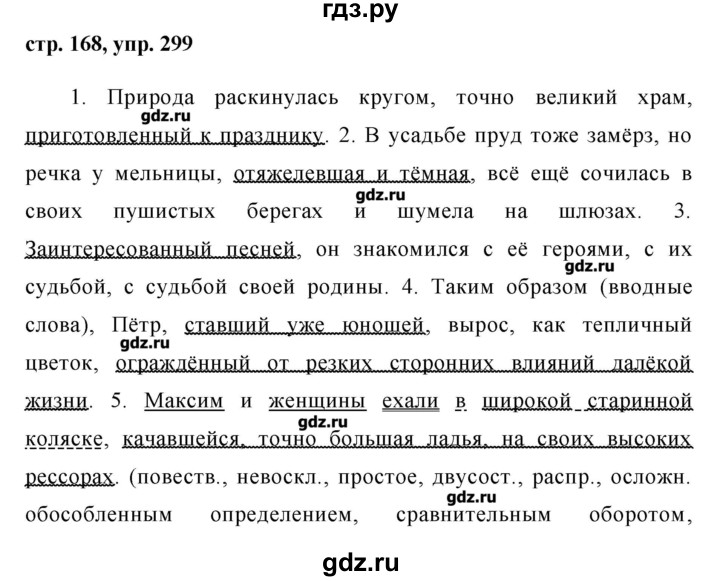 гдз.ру
стр. 168, упр. 299
1. Природа раскинулась кругом, точно великий храм,
gdz.ru
приготовленный к празднику. 2. В усадьбе пруд тоже замёрз, но
речка у мельницы, отяжелевшая и тёмная, всё ещё сочилась в
gdz.ru
своих пушистых берегах и шумела на шлюзах. 3.
Заинтересованный песней, он знакомился с её героями, с их
gdz.ru
судьбой, с судьбой своей родины. 4. Таким образом (вводные
слова), Пётр, ставший уже юношей, вырос, как тепличный
gdz.ru
цветок, ограждённый от резких сторонних влияний далёкой
жизни. 5. Максим и женщины ехали в широкой старинной
gdz.ru
коляске, качавшейся, точно большая ладья, на своих высоких
рессорах. (повеств., невоскл., простое, двусост., распр., осложн.
gdz.ru
обособленным определением, сравнительным оборотом,
gdz.ru